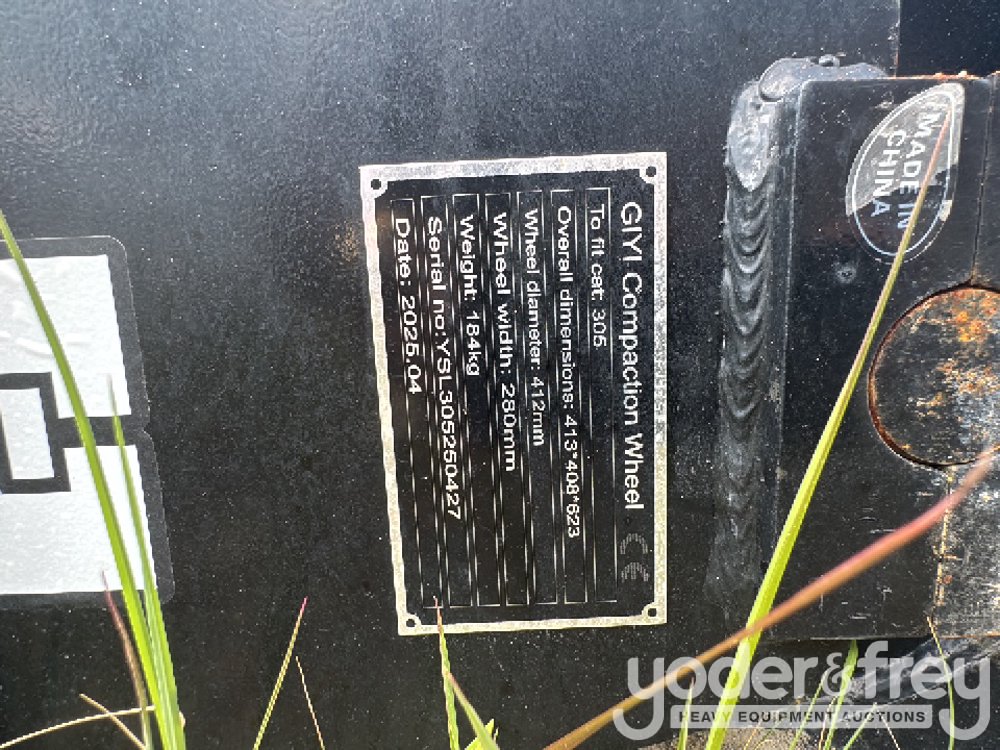 GIYI Compaction Wheel CE
To fit cat: 305
Overall dimensions: 413*408*623
Wheel diameter: 412mm
Wheel width: 280mm
Weight: 184kg
Serial no:YSL305250427
Date: 2025.04
MADE IN
CHINA
yoder&frey
HEAVY EQUIPMENT AUCTIONS